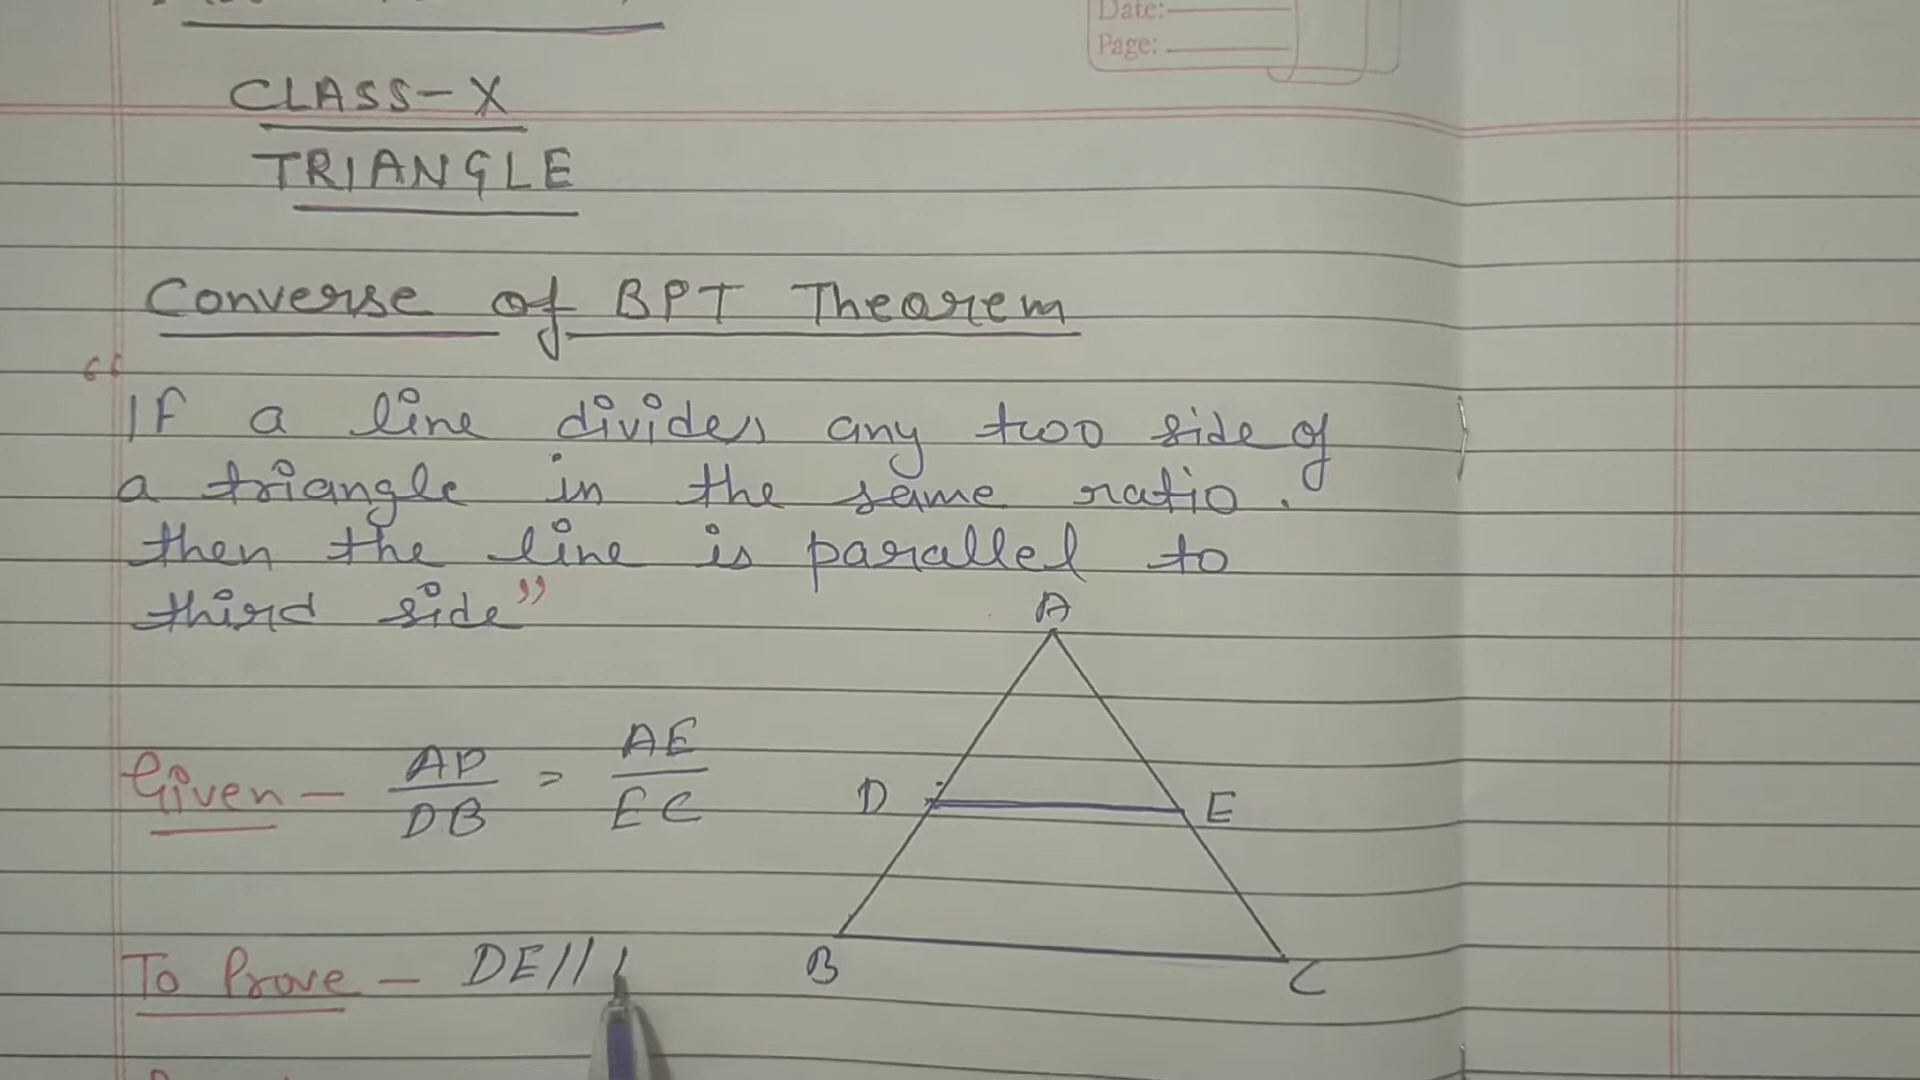 Date:
Page:
CLASS-X
TRIANGLE
Converse of BPT Theorem
"If a line divides any two side of
a triangle in the same ratio.
then the line is parallel to
third side"
A
Given - AD/DB = AE/EC
D E
To Prove - DE//
B C